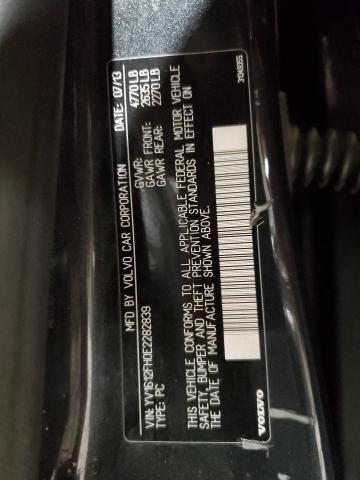 MFD BY VOLVO CAR CORPORATION DATE: 07/13
GVWR: 4770 LB
GAWR FRONT: 2635 LB
GAWR REAR: 2270 LB
VIN: YV1612FH0E2282839
TYPE: PC
THIS VEHICLE CONFORMS TO ALL APPLICABLE FEDERAL MOTOR VEHICLE
SAFETY, BUMPER AND THEFT PREVENTION STANDARDS IN EFFECT ON
THE DATE OF MANUFACTURE SHOWN ABOVE.
VOLVO